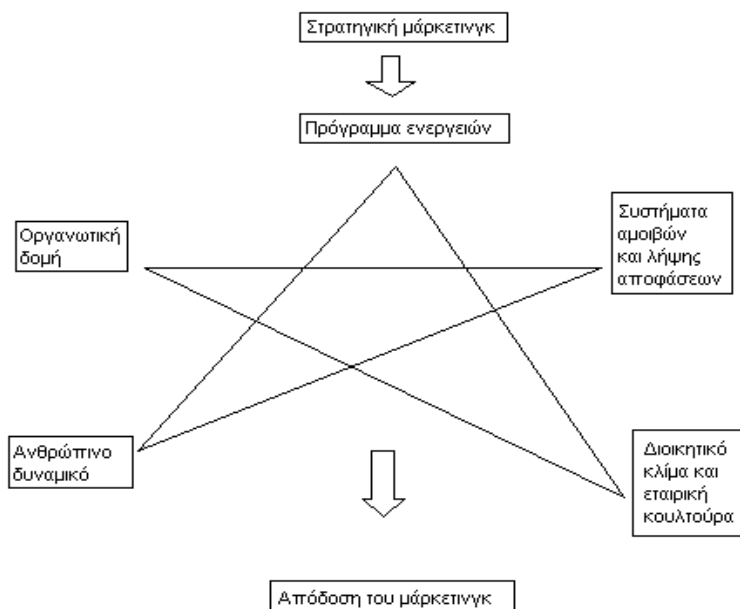 Στρατηγική μάρκετινγκ
Πρόγραμμα ενεργειών
Οργανωτική
δομή
Συστήματα
αμοιβών
και λήψης
αποφάσεων
Ανθρώπινο
δυναμικό
Διοικητικό
κλίμα και
εταιρική
κουλτούρα
Απόδοση του μάρκετινγκ